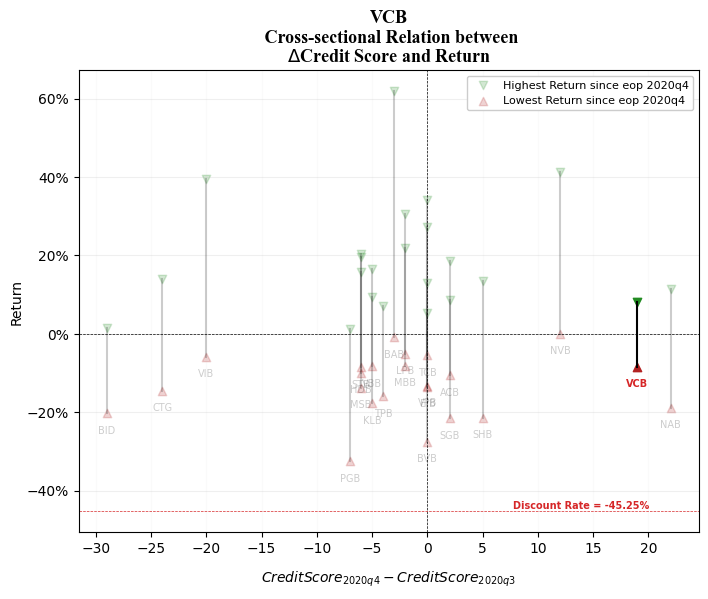 VCB
Cross-sectional Relation between
ΔCredit Score and Return
Highest Return since eop 2020q4
Lowest Return since eop 2020q4
60%
40%
20%
0%
−20%
−40%
Return
BAB
NVB
LPB
TCB
VIB
MBB
VCB
ACB
CTG
MSB
TPB
NAB
KLB
BID
SGB
SHB
BVB
PGB
Discount Rate = -45.25%
−30
−25
−20
−15
−10
−5
0
5
10
15
20
CreditScore2020q4 − CreditScore2020q3